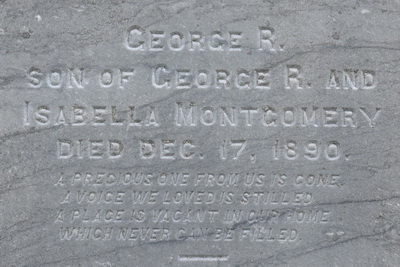 GEORGE R.
SON OF GEORGE R. AND
ISABELLA MONTGOMERY
DIED DEC. 17, 1890.
A PRECIOUS ONE FROM US IS GONE,
A VOICE WE LOVED IS STILLED
A PLACE IS VACANT IN OUR HOME
WHICH NEVER CAN BE FILLED.